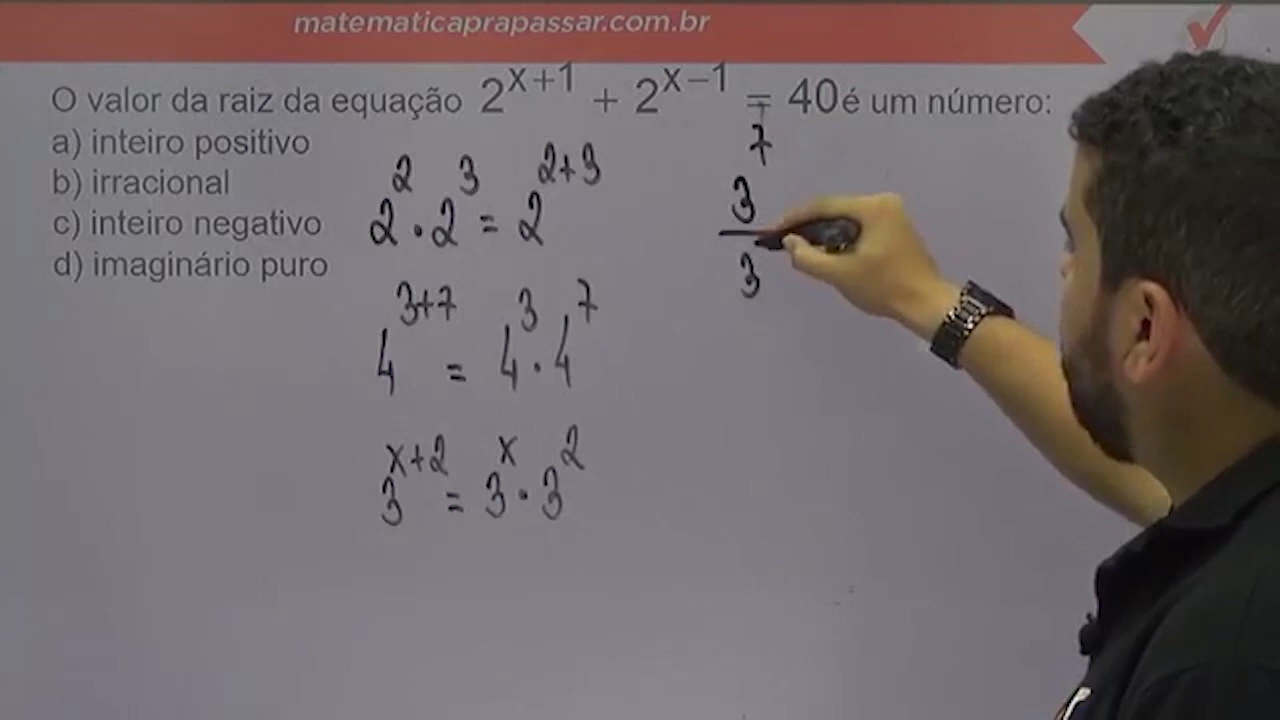 matematicaprapassar.com.br
O valor da raiz da equação 2^{x+1} + 2^{x-1} = 40 é um número:
a) inteiro positivo
b) irracional
c) inteiro negativo
d) imaginário puro
2^2 · 2^3 = 2^{2+3}
4^{3+7} = 4^3 · 4^7
3^{x+2} = 3^x · 3^2
3^7
3